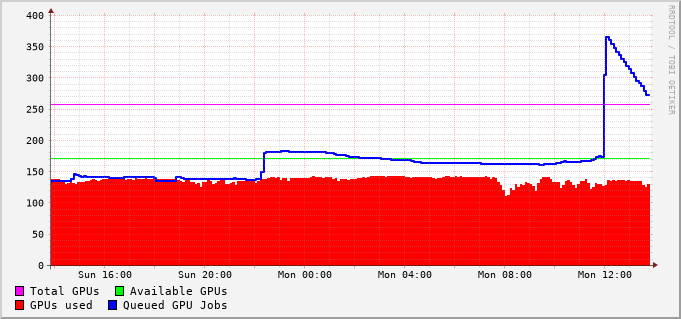 400
350
300
250
200
150
100
50
0
Sun 16:00 Sun 20:00 Mon 00:00 Mon 04:00 Mon 08:00 Mon 12:00
Total GPUs Available GPUs
GPUs used Queued GPU Jobs
RRDTOOL / TOBI OETIKER